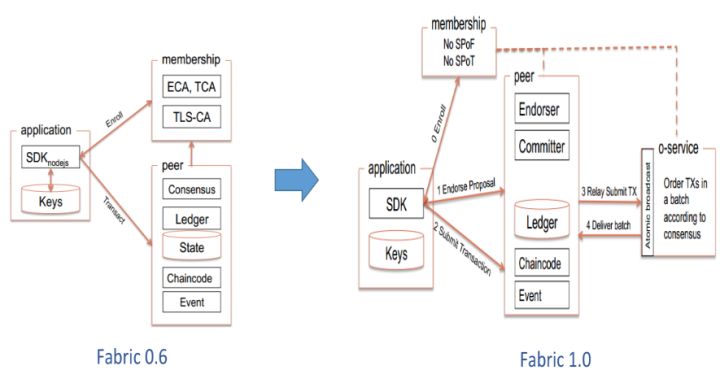 membership
ECA, TCA
TLS-CA
Enroll
application
SDKnodejs
Keys
Transact
peer
Consensus
Ledger
State
Chaincode
Event
Fabric 0.6
membership
No SPoF
No SPoT
0 Enroll
peer
Endorser
Committer
application
SDK
Keys
1 Endorse Proposal
2 Submit Transaction
Ledger
Chaincode
Event
3 Relay Submit TX
4 Deliver batch
o-service
Atomic broadcast
Order TXs in
a batch
according to
consensus
Fabric 1.0